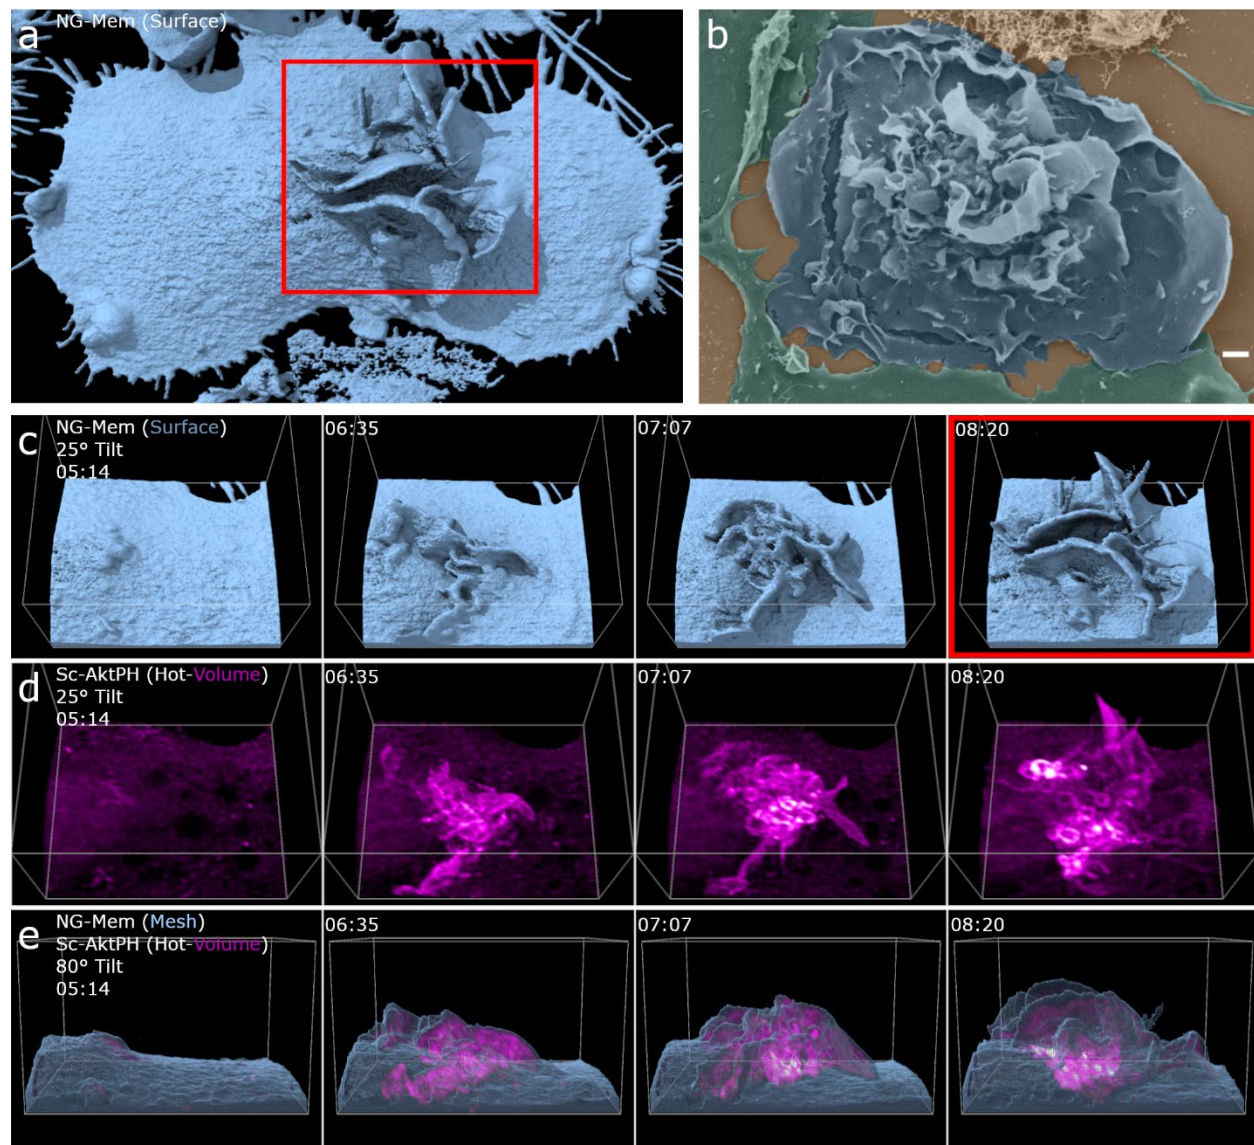 a
NG-Mem (Surface)
b
c
NG-Mem (Surface)
25° Tilt
05:14
06:35
07:07
08:20
d
Sc-AktPH (Hot-Volume)
25° Tilt
05:14
06:35
07:07
08:20
e
NG-Mem (Mesh)
Sc-AktPH (Hot-Volume)
80° Tilt
05:14
06:35
07:07
08:20